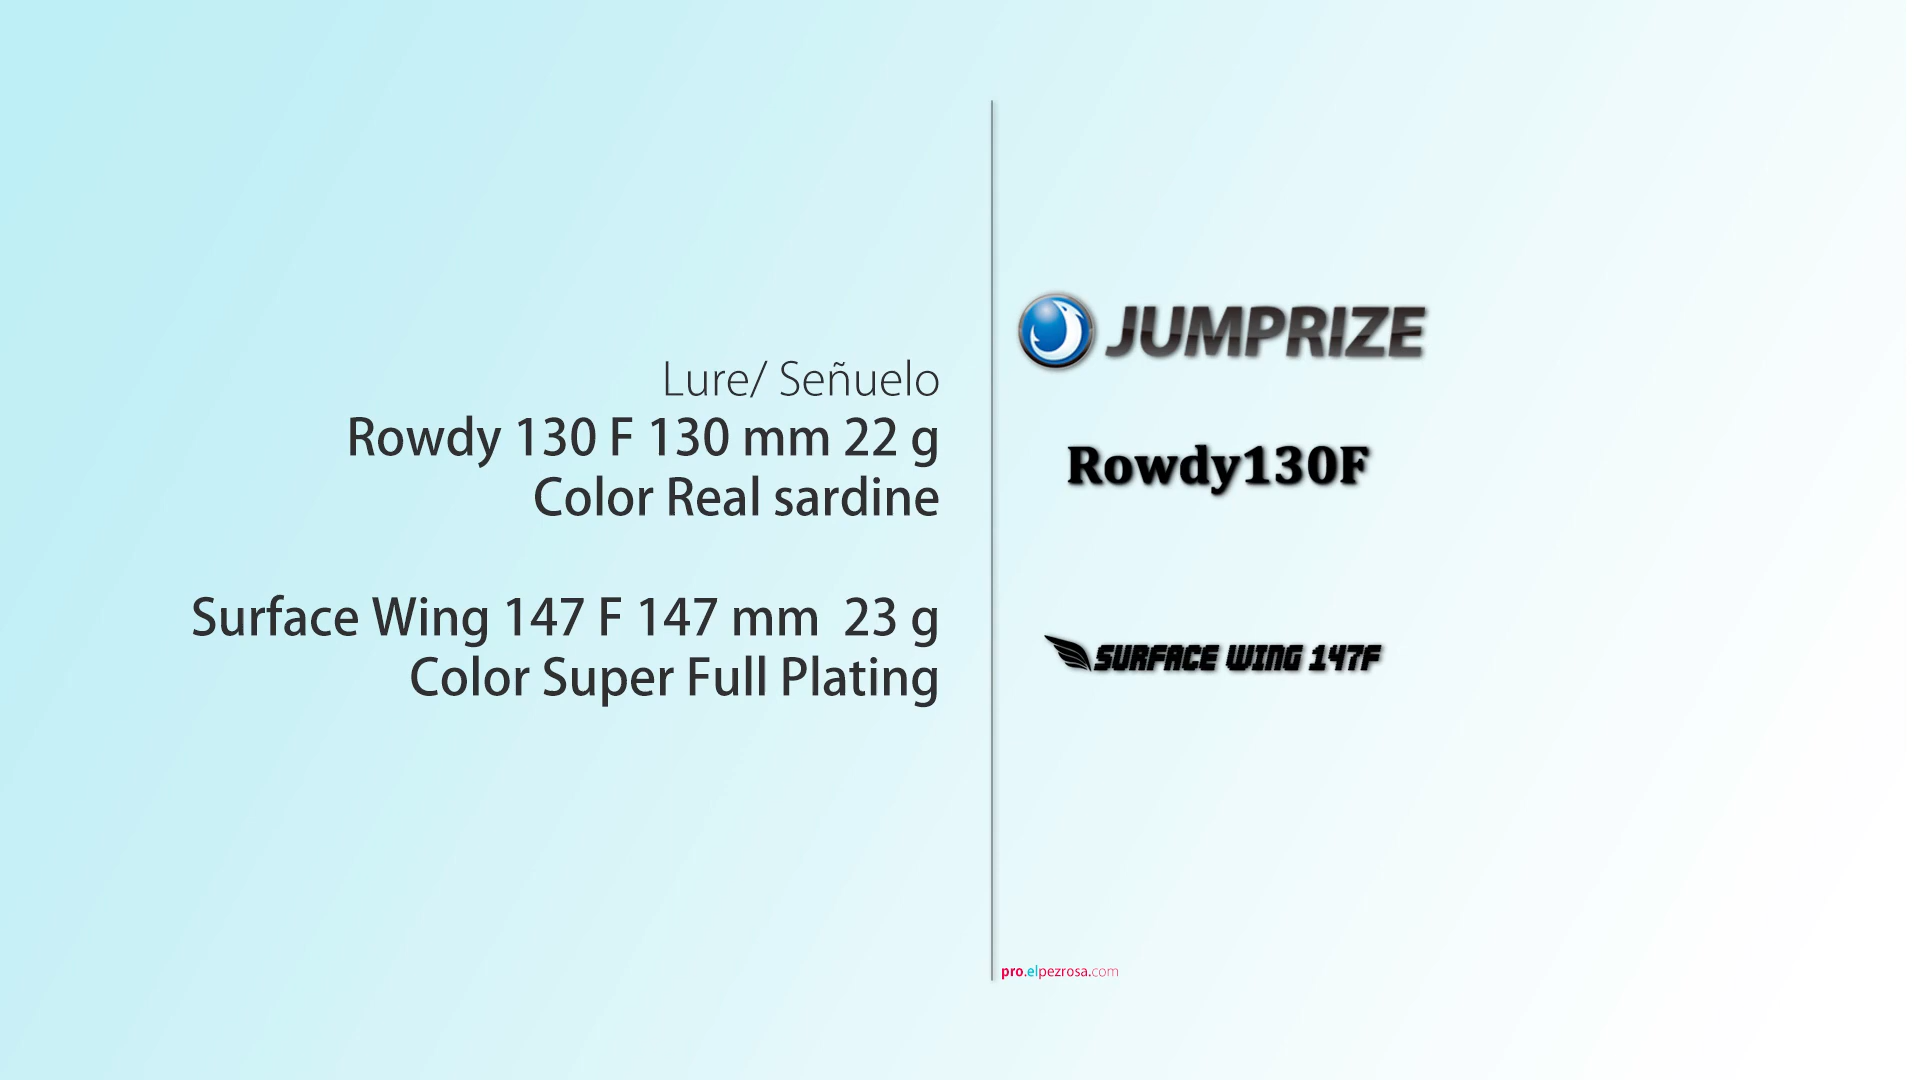 Lure/ Señuelo
Rowdy 130 F 130 mm 22 g
Color Real sardine
Surface Wing 147 F 147 mm  23 g
Color Super Full Plating
JUMPRIZE
Rowdy130F
SURFACE WING 147F
pro.elpezrosa.com